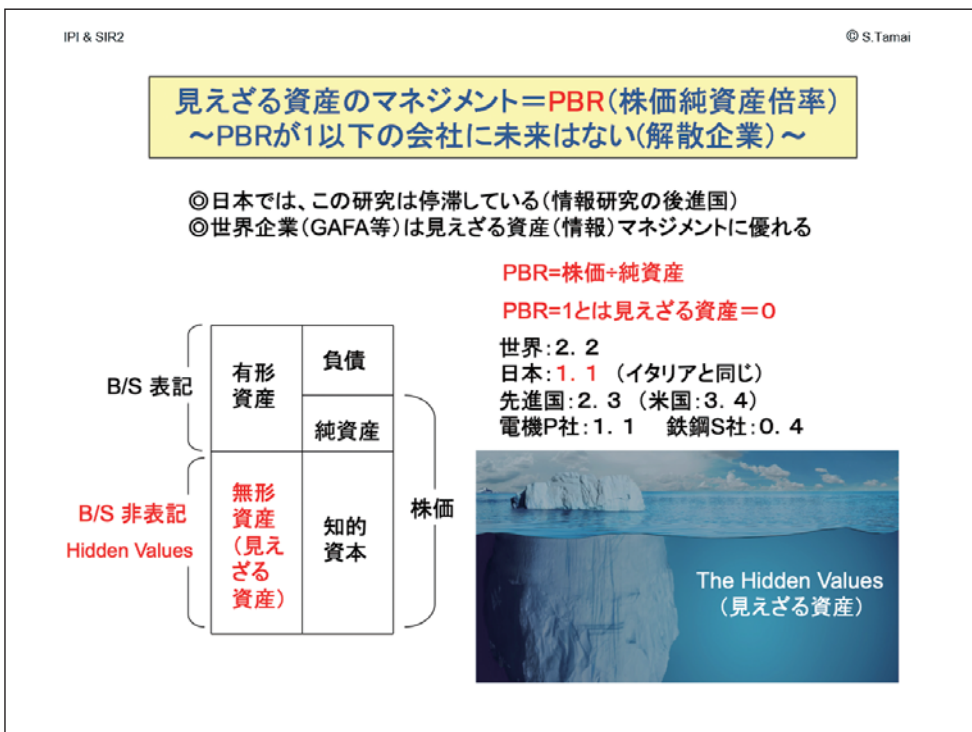 IPI & SIR2
© S.Tamai
見えざる資産のマネジメント＝PBR（株価純資産倍率）
～PBRが1以下の会社に未来はない（解散企業）～
◎日本では、この研究は停滞している（情報研究の後進国）
◎世界企業（GAFA等）は見えざる資産（情報）マネジメントに優れる
PBR=株価÷純資産
PBR=1とは見えざる資産＝０
世界：２．２
日本：１．１ （イタリアと同じ）
先進国：２．３ （米国：３．４）
電機P社：１．１ 鉄鋼S社：０．４
B/S 表記
有形
資産
負債
純資産
B/S 非表記
Hidden Values
無形
資産
（見え
ざる
資産）
知的
資本
株価
The Hidden Values
（見えざる資産）